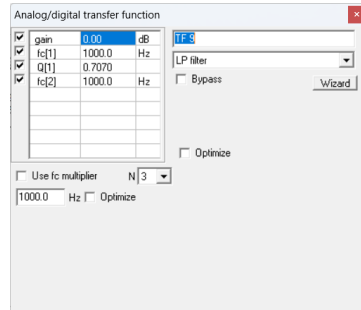 Analog/digital transfer function
gain 0.00 dB
fc[1] 1000.0 Hz
Q[1] 0.7070
fc[2] 1000.0 Hz
TF 9
LP filter
Bypass
Wizard
Optimize
Use fc multiplier N 3
1000.0 Hz Optimize